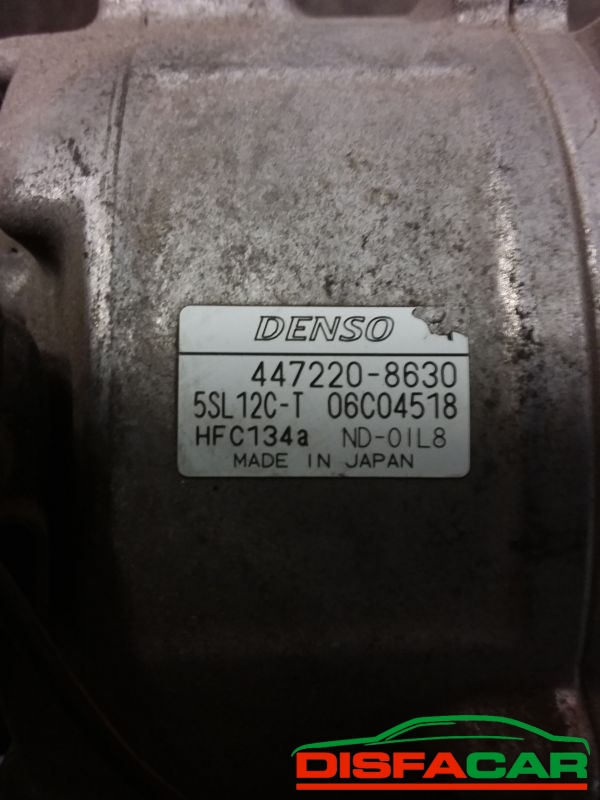 DENSO
447220-8630
5SL12C-T 06C04518
HFC134a ND-OIL8
MADE IN JAPAN
DISFACAR